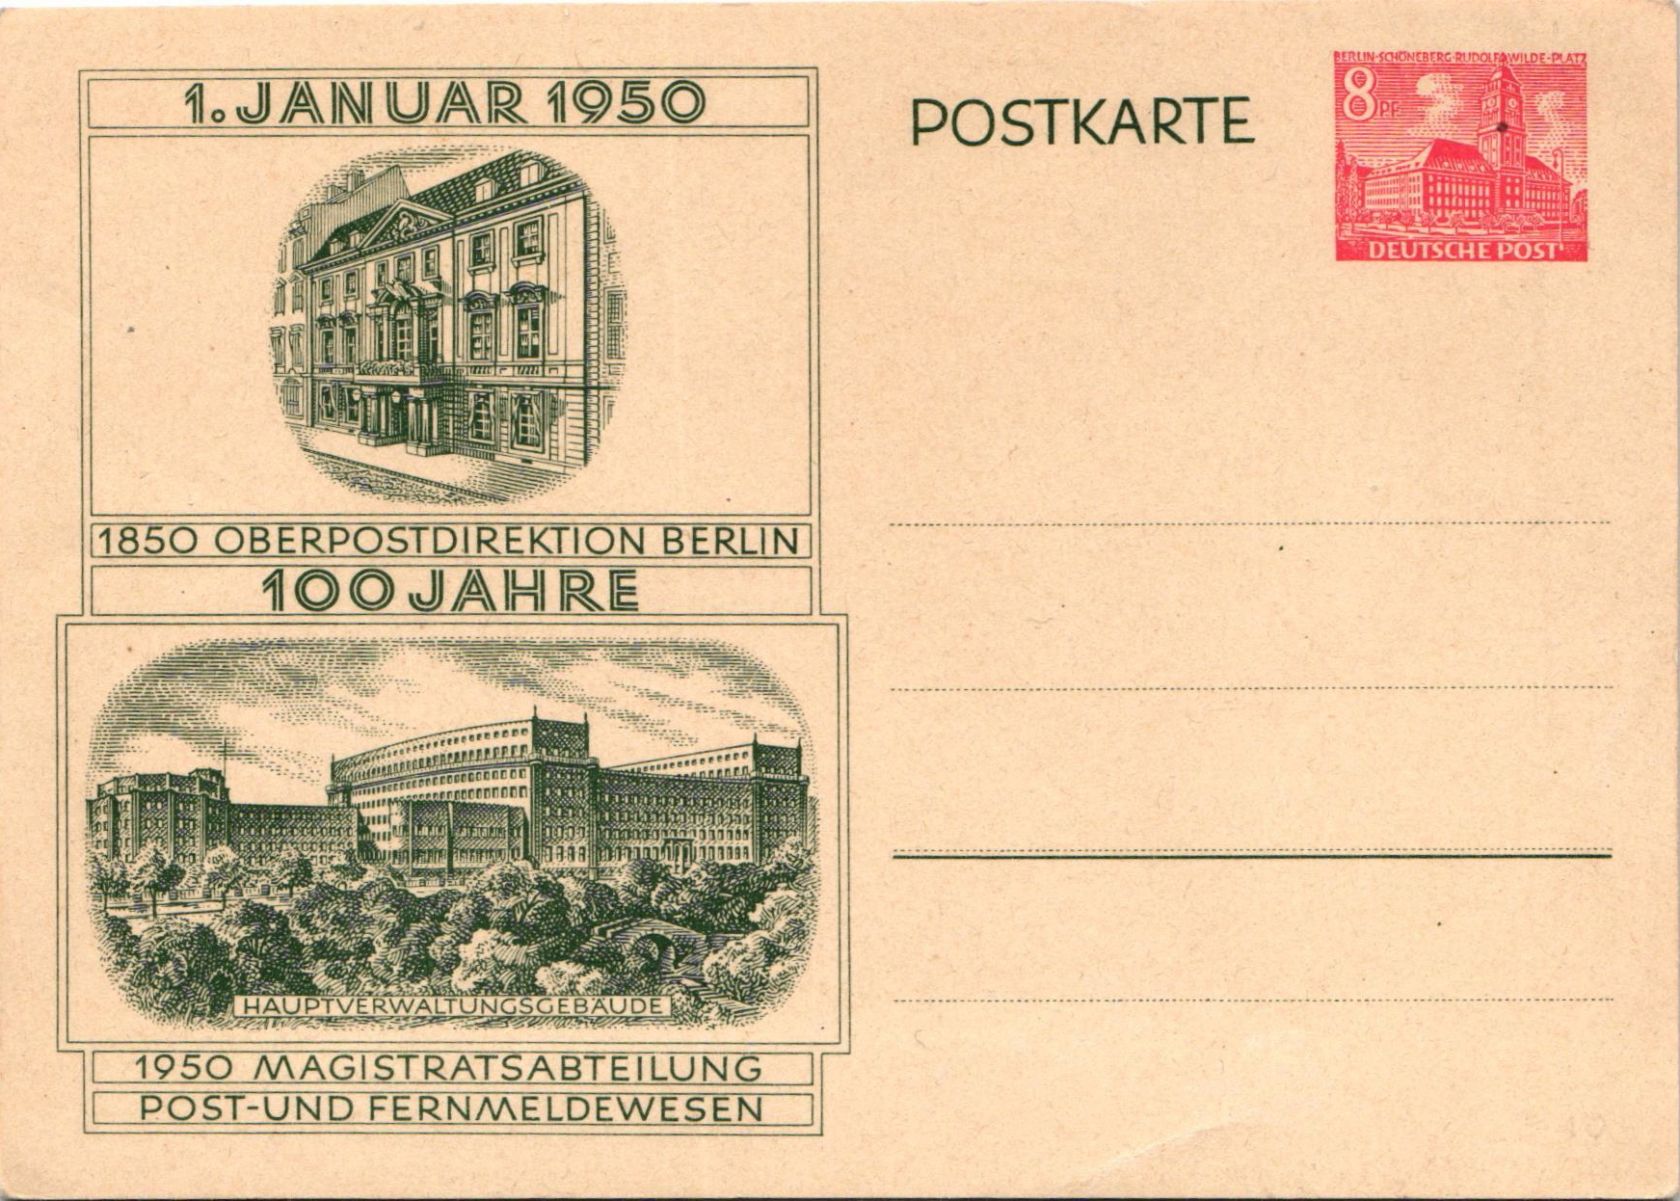 1. JANUAR 1950
1850 OBERPOSTDIREKTION BERLIN
100 JAHRE
HAUPTVERWALTUNGSGEBÄUDE
1950 MAGISTRATSABTEILUNG
POST-UND FERNMELDEWESEN
POSTKARTE
BERLIN-SCHÖNEBERG-RUDOLF-WILDE-PLATZ
8 PF
DEUTSCHE POST